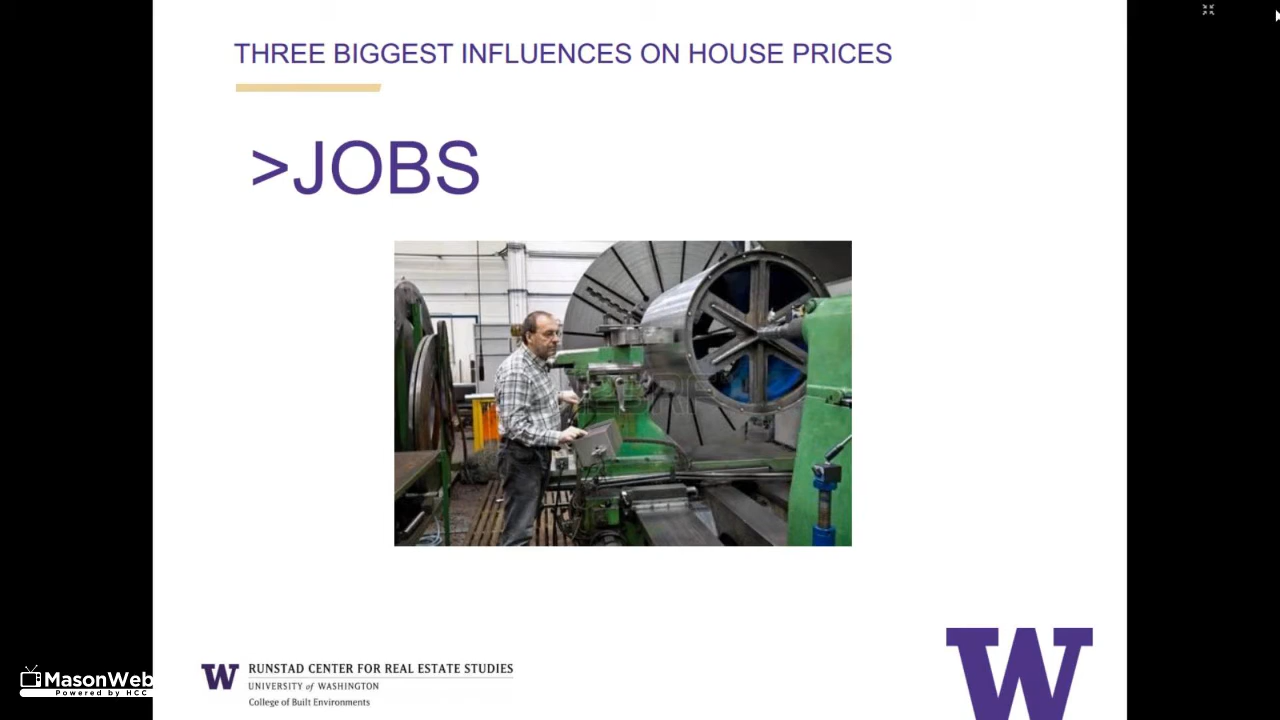 THREE BIGGEST INFLUENCES ON HOUSE PRICES
>JOBS
123RF
W RUNSTAD CENTER FOR REAL ESTATE STUDIES
UNIVERSITY of WASHINGTON
College of Built Environments
W
MasonWeb
Powered by HCC